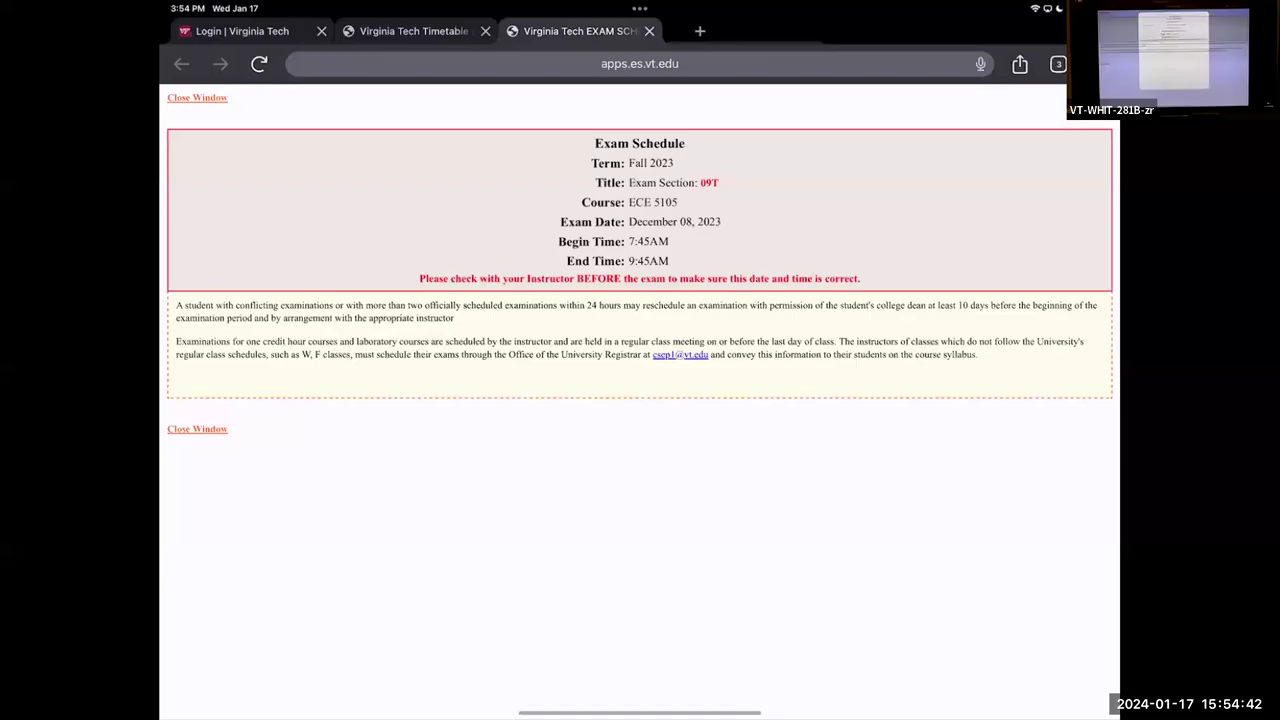 3:54 PM Wed Jan 17
Login | Virginia Tech
Virginia Tech Timetab
Virginia Tech EXAM SC
apps.es.vt.edu
3
VT-WHIT-281B-zr
Close Window
Exam Schedule
Term: Fall 2023
Title: Exam Section: 09T
Course: ECE 5105
Exam Date: December 08, 2023
Begin Time: 7:45AM
End Time: 9:45AM
Please check with your Instructor BEFORE the exam to make sure this date and time is correct.
A student with conflicting examinations or with more than two officially scheduled examinations within 24 hours may reschedule an examination with permission of the student's college dean at least 10 days before the beginning of the
examination period and by arrangement with the appropriate instructor
Examinations for one credit hour courses and laboratory courses are scheduled by the instructor and are held in a regular class meeting on or before the last day of class. The instructors of classes which do not follow the University's
regular class schedules, such as W, F classes, must schedule their exams through the Office of the University Registrar at csep1@vt.edu and convey this information to their students on the course syllabus.
Close Window
2024-01-17 15:54:42